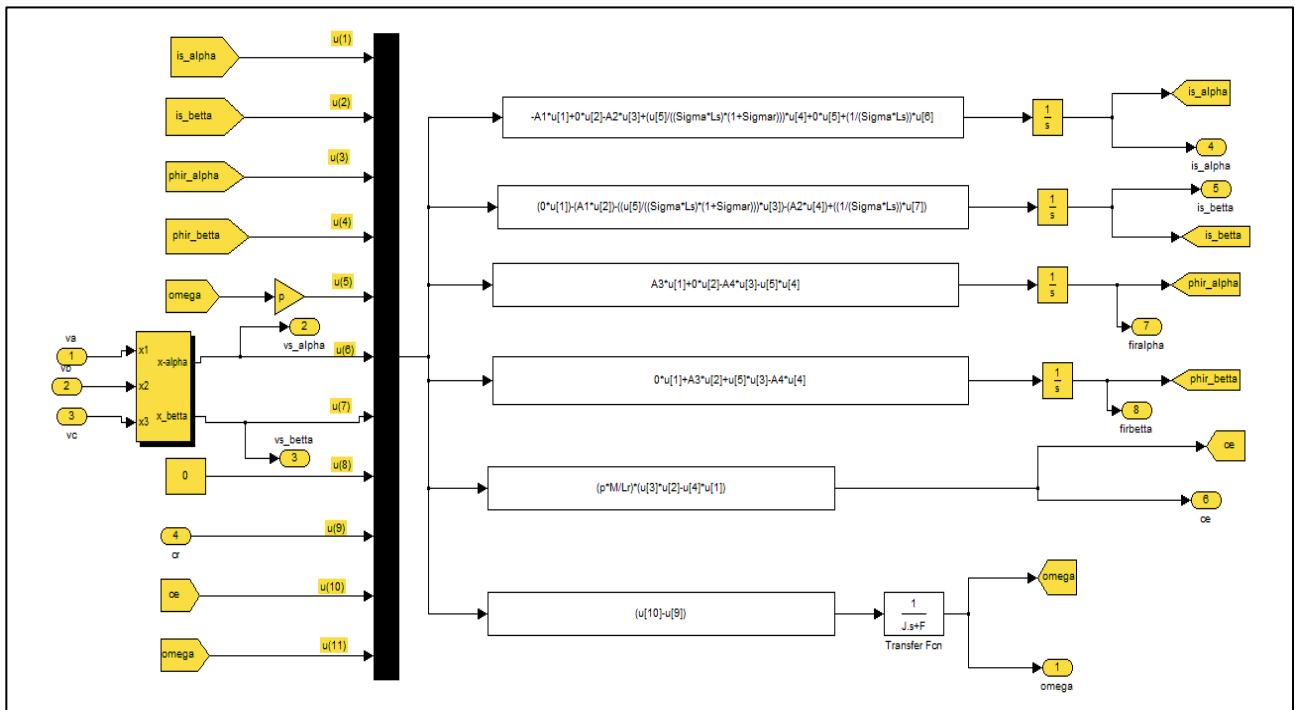 is_alpha
u(1)
is_betta
u(2)
phir_alpha
u(3)
phir_betta
u(4)
omega
p
u(5)
va
1
vb
2
3
vc
x1
x2
x3
x-alpha
x_betta
2
vs_alpha
u(6)
u(7)
vs_betta
3
0
u(8)
4
cr
u(9)
ce
u(10)
omega
u(11)
-A1*u[1]+0*u[2]-A2*u[3]+(u[5]/((Sigma*Ls)*(1+Sigmar)))*u[4]+0*u[5]+(1/(Sigma*Ls))*u[6]
1
s
is_alpha
4
is_alpha
(0*u[1])-(A1*u[2])-((u[5]/((Sigma*Ls)*(1+Sigmar)))*u[3])-(A2*u[4])+((1/(Sigma*Ls))*u[7])
1
s
5
is_betta
is_betta
A3*u[1]+0*u[2]-A4*u[3]-u[5]*u[4]
1
s
phir_alpha
7
firalpha
0*u[1]+A3*u[2]+u[5]*u[3]-A4*u[4]
1
s
phir_betta
8
firbetta
(p*M/Lr)*(u[3]*u[2]-u[4]*u[1])
ce
6
ce
(u[10]-u[9])
1
J.s+F
Transfer Fcn
omega
1
omega